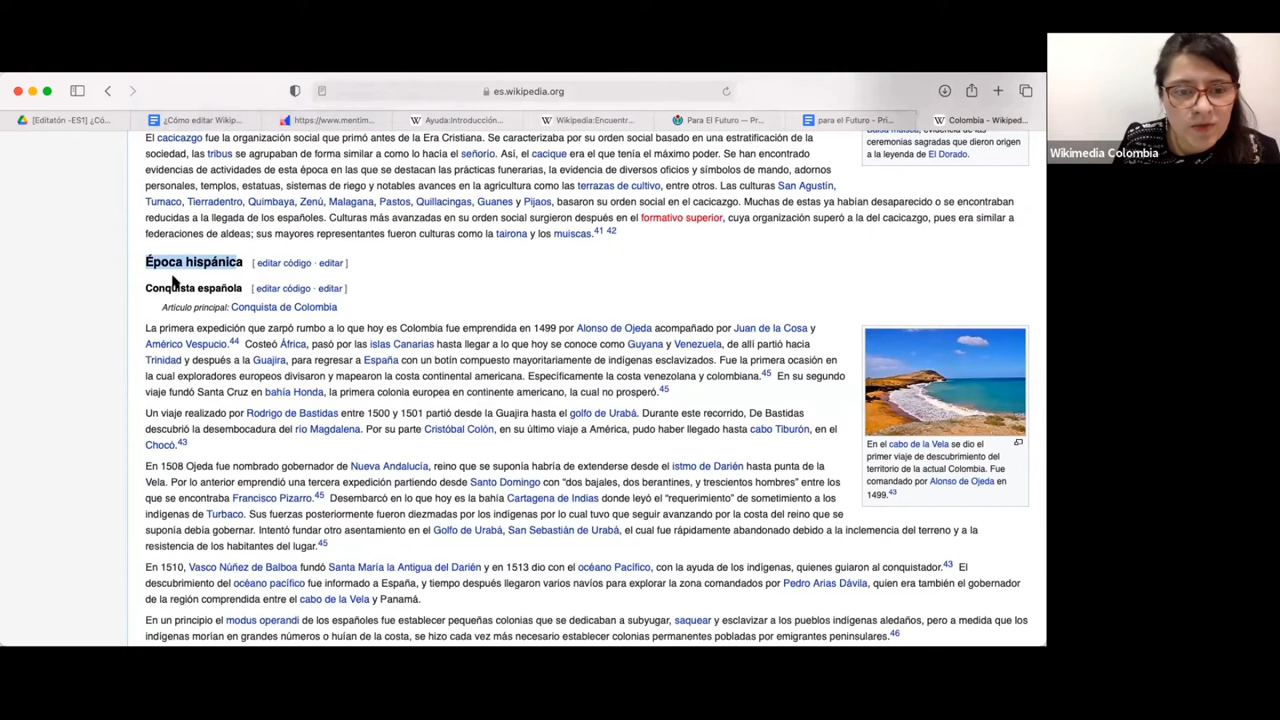 es.wikipedia.org
[Editatón -ES1] ¿Có...
¿Cómo editar Wikip...
https://www.mentim...
Ayuda:Introducción...
Wikipedia:Encuentr...
Para El Futuro — Pr...
para el Futuro - Pri...
Colombia - Wikiped...
Wikimedia Colombia
El cacicazgo fue la organización social que primó antes de la Era Cristiana. Se caracterizaba por su orden social basado en una estratificación de la
sociedad, las tribus se agrupaban de forma similar a como lo hacía el señorío. Así, el cacique era el que tenía el máximo poder. Se han encontrado
evidencias de actividades de esta época en las que se destacan las prácticas funerarias, la evidencia de diversos oficios y símbolos de mando, adornos
personales, templos, estatuas, sistemas de riego y notables avances en la agricultura como las terrazas de cultivo, entre otros. Las culturas San Agustín,
Tumaco, Tierradentro, Quimbaya, Zenú, Malagana, Pastos, Quillacingas, Guanes y Pijaos, basaron su orden social en el cacicazgo. Muchas de estas ya habían desaparecido o se encontraban
reducidas a la llegada de los españoles. Culturas más avanzadas en su orden social surgieron después en el formativo superior, cuya organización superó a la del cacicazgo, pues era similar a
federaciones de aldeas; sus mayores representantes fueron culturas como la tairona y los muiscas.41 42
Balsa muisca, evidencia de las
ceremonias sagradas que dieron origen
a la leyenda de El Dorado.
Época hispánica [ editar código · editar ]
Conquista española [ editar código · editar ]
Artículo principal: Conquista de Colombia
La primera expedición que zarpó rumbo a lo que hoy es Colombia fue emprendida en 1499 por Alonso de Ojeda acompañado por Juan de la Cosa y
Américo Vespucio.44 Costeó África, pasó por las islas Canarias hasta llegar a lo que hoy se conoce como Guyana y Venezuela, de allí partió hacia
Trinidad y después a la Guajira, para regresar a España con un botín compuesto mayoritariamente de indígenas esclavizados. Fue la primera ocasión en
la cual exploradores europeos divisaron y mapearon la costa continental americana. Específicamente la costa venezolana y colombiana.45 En su segundo
viaje fundó Santa Cruz en bahía Honda, la primera colonia europea en continente americano, la cual no prosperó.45
Un viaje realizado por Rodrigo de Bastidas entre 1500 y 1501 partió desde la Guajira hasta el golfo de Urabá. Durante este recorrido, De Bastidas
descubrió la desembocadura del río Magdalena. Por su parte Cristóbal Colón, en su último viaje a América, pudo haber llegado hasta cabo Tiburón, en el
Chocó.43
En 1508 Ojeda fue nombrado gobernador de Nueva Andalucía, reino que se suponía habría de extenderse desde el istmo de Darién hasta punta de la
Vela. Por lo anterior emprendió una tercera expedición partiendo desde Santo Domingo con “dos bajales, dos berantines, y trescientos hombres” entre los
que se encontraba Francisco Pizarro.45 Desembarcó en lo que hoy es la bahía Cartagena de Indias donde leyó el “requerimiento” de sometimiento a los
indígenas de Turbaco. Sus fuerzas posteriormente fueron diezmadas por los indígenas por lo cual tuvo que seguir avanzando por la costa del reino que se
suponía debía gobernar. Intentó fundar otro asentamiento en el Golfo de Urabá, San Sebastián de Urabá, el cual fue rápidamente abandonado debido a la inclemencia del terreno y a la
resistencia de los habitantes del lugar.45
En el cabo de la Vela se dio el
primer viaje de descubrimiento del
territorio de la actual Colombia. Fue
comandado por Alonso de Ojeda en
1499.43
En 1510, Vasco Núñez de Balboa fundó Santa María la Antigua del Darién y en 1513 dio con el océano Pacífico, con la ayuda de los indígenas, quienes guiaron al conquistador.43 El
descubrimiento del océano pacífico fue informado a España, y tiempo después llegaron varios navíos para explorar la zona comandados por Pedro Arias Dávila, quien era también el gobernador
de la región comprendida entre el cabo de la Vela y Panamá.
En un principio el modus operandi de los españoles fue establecer pequeñas colonias que se dedicaban a subyugar, saquear y esclavizar a los pueblos indígenas aledaños, pero a medida que los
indígenas morían en grandes números o huían de la costa, se hizo cada vez más necesario establecer colonias permanentes pobladas por emigrantes peninsulares.46